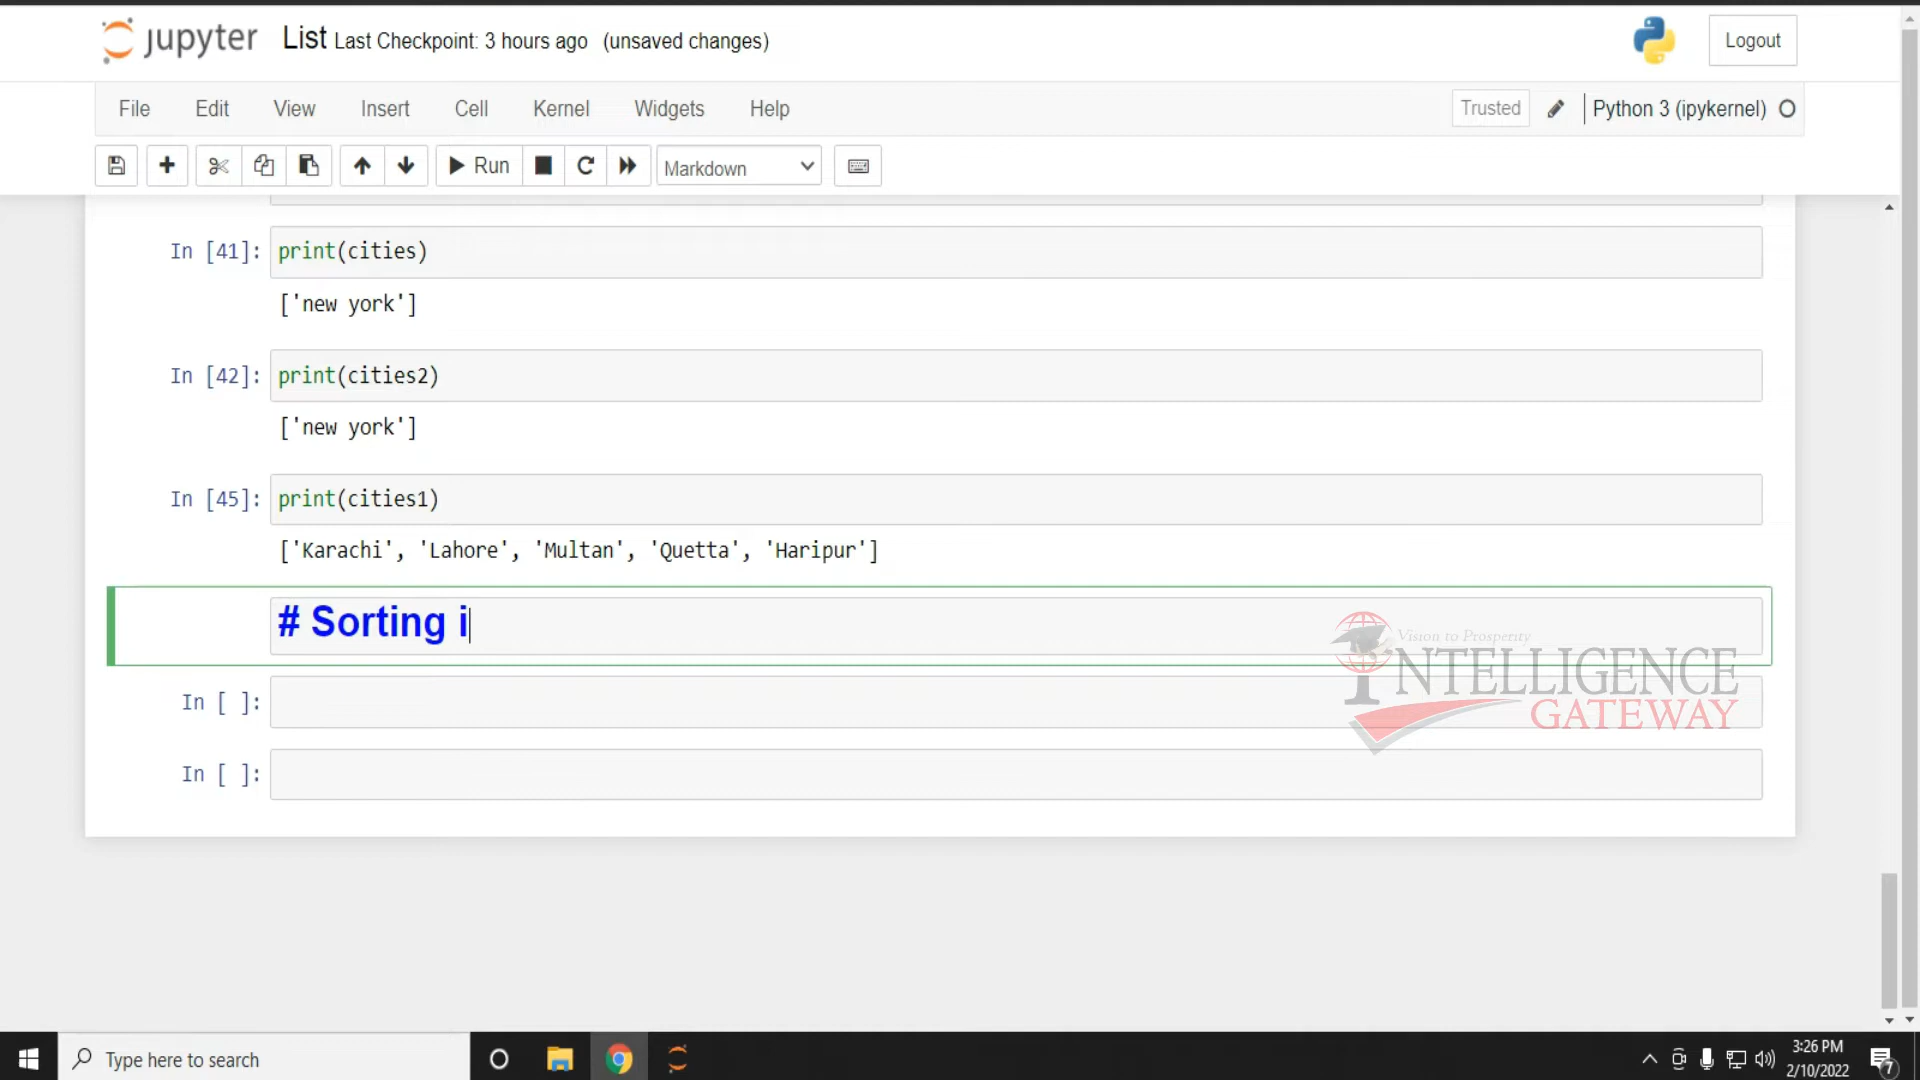 jupyter List Last Checkpoint: 3 hours ago (unsaved changes) Logout
File Edit View Insert Cell Kernel Widgets Help Trusted Python 3 (ipykernel)
Run Markdown
In [41]: print(cities)
['new york']
In [42]: print(cities2)
['new york']
In [45]: print(cities1)
['Karachi', 'Lahore', 'Multan', 'Quetta', 'Haripur']
# Sorting i
Vision to Prosperity
INTELLIGENCE
GATEWAY
In [ ]:
In [ ]:
Type here to search
3:26 PM
2/10/2022
7